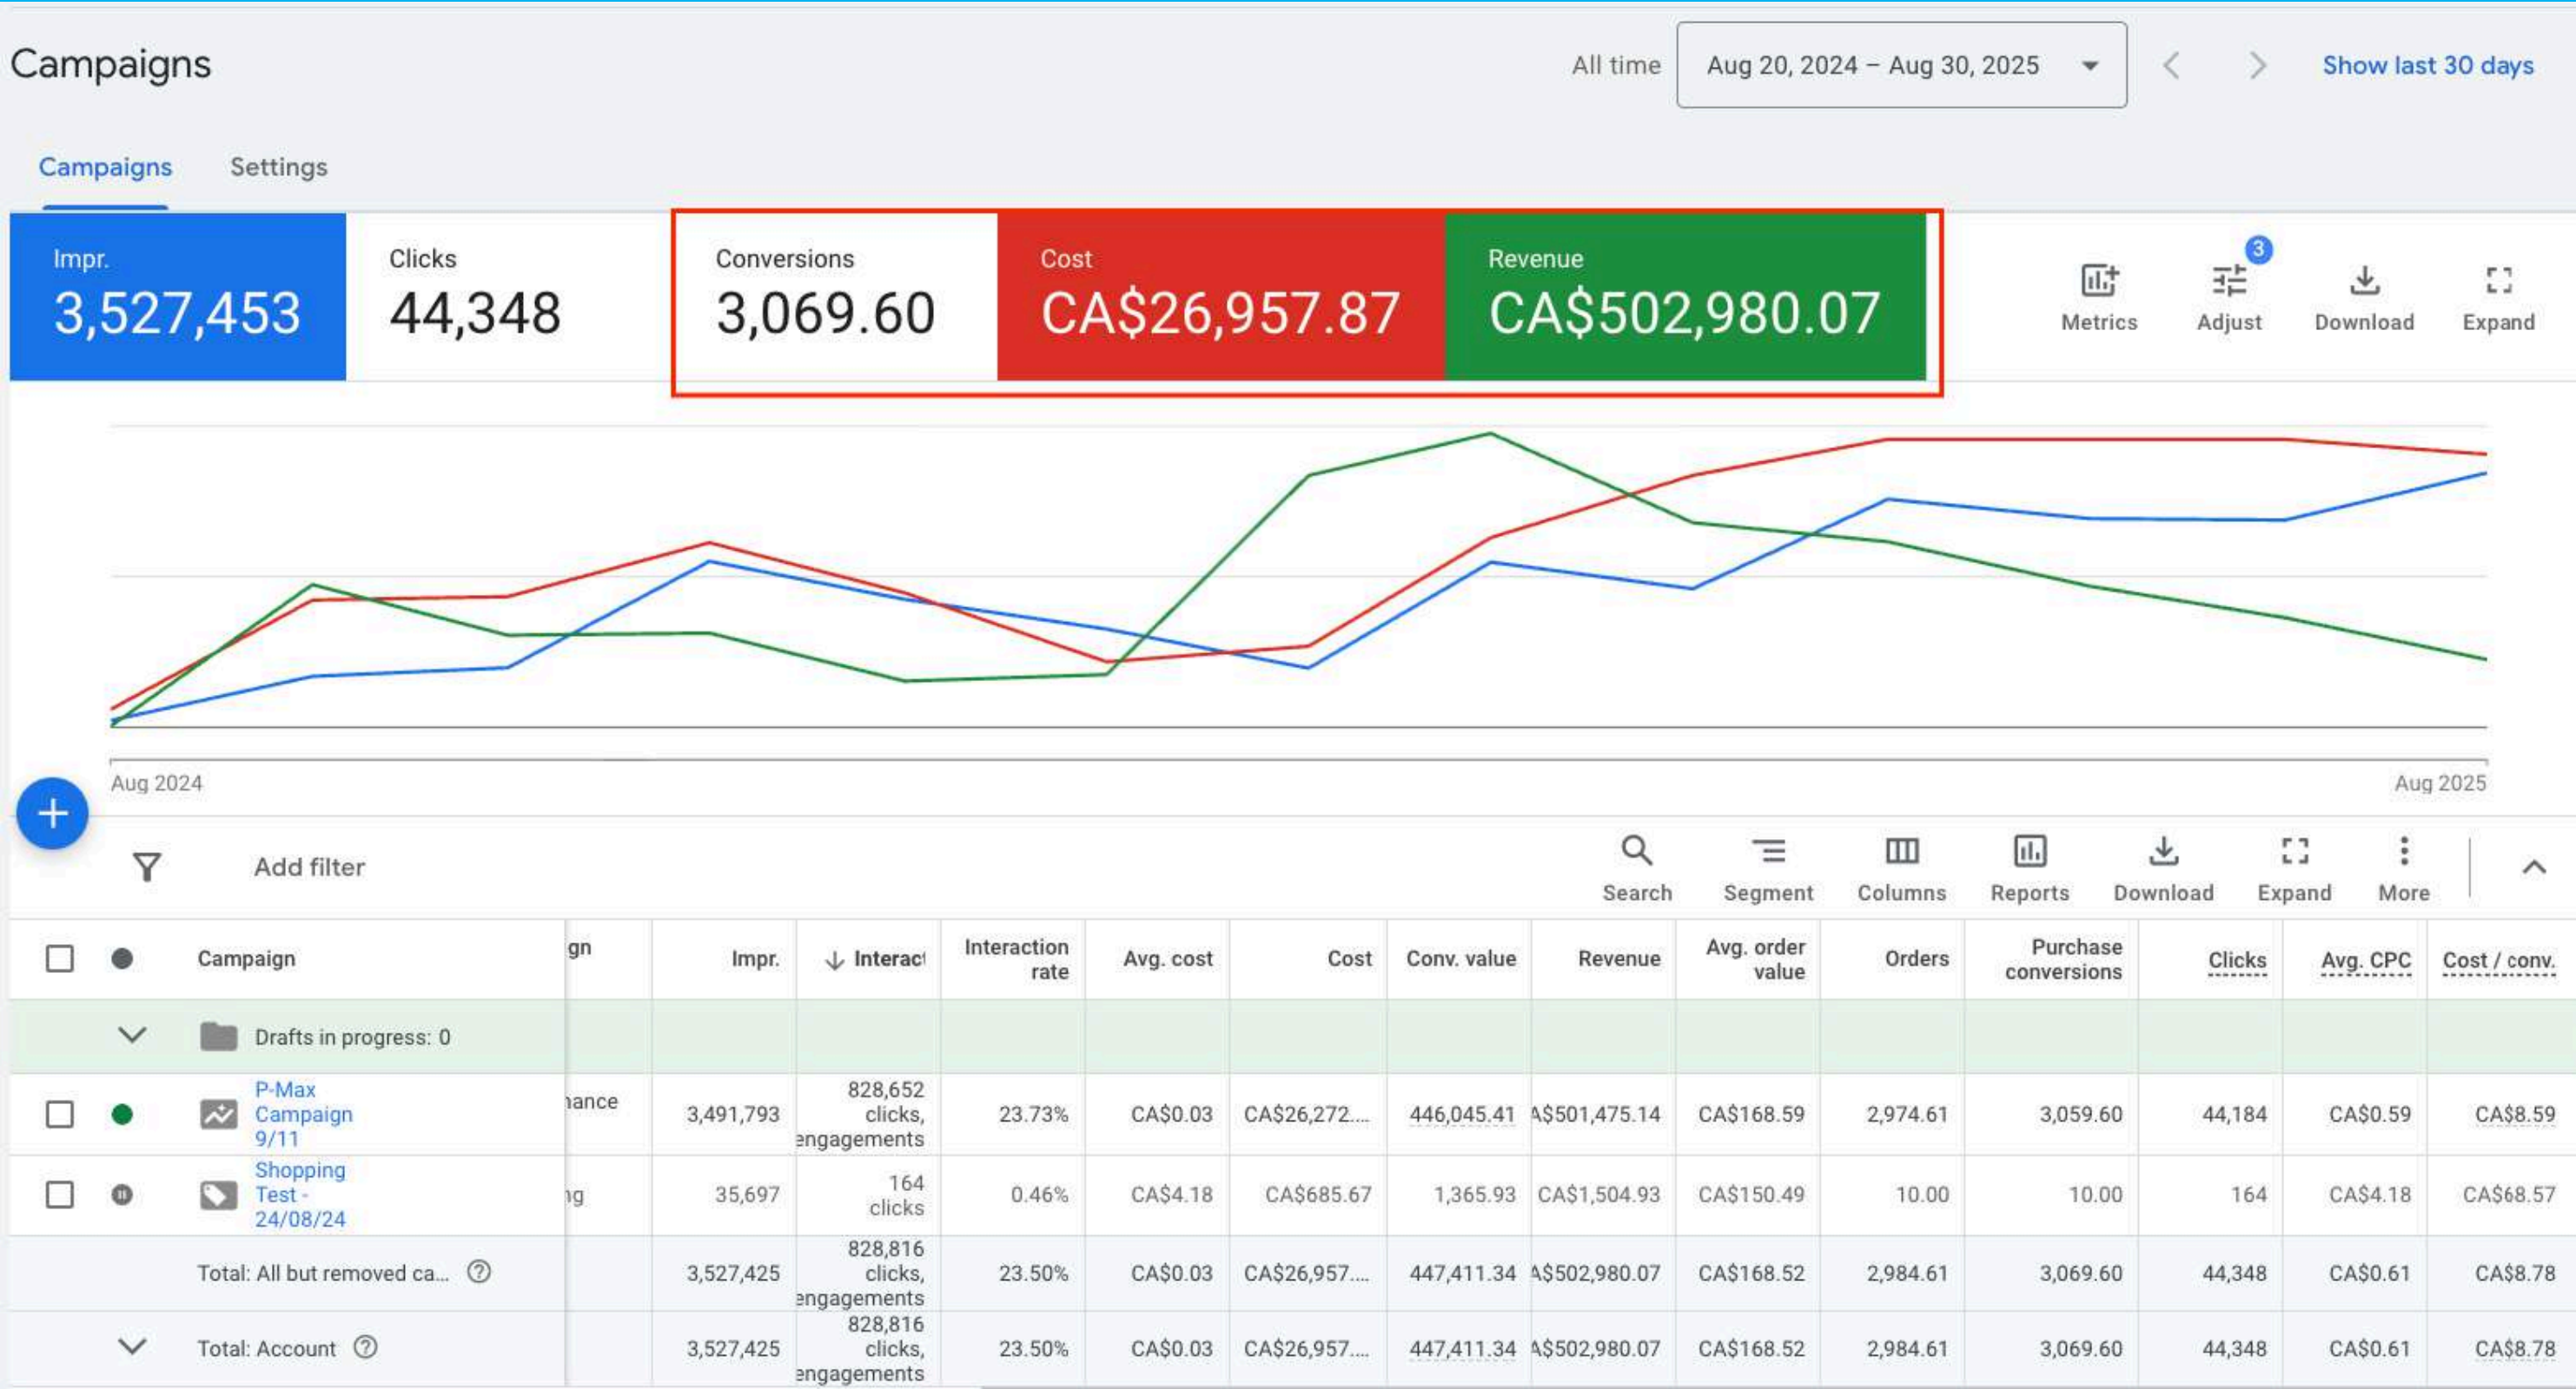 Campaigns
All time
Aug 20, 2024 – Aug 30, 2025
Show last 30 days
Campaigns
Settings
Impr.
3,527,453
Clicks
44,348
Conversions
3,069.60
Cost
CA$26,957.87
Revenue
CA$502,980.07
Metrics
3
Adjust
Download
Expand
Aug 2024
Aug 2025
Add filter
Search
Segment
Columns
Reports
Download
Expand
More
Campaign
gn
Impr.
Interact
Interaction
rate
Avg. cost
Cost
Conv. value
Revenue
Avg. order
value
Orders
Purchase
conversions
Clicks
Avg. CPC
Cost / conv.
Drafts in progress: 0
P-Max
Campaign
9/11
nance
3,491,793
828,652
clicks,
engagements
23.73%
CA$0.03
CA$26,272....
446,045.41
A$501,475.14
CA$168.59
2,974.61
3,059.60
44,184
CA$0.59
CA$8.59
Shopping
Test -
24/08/24
ng
35,697
164
clicks
0.46%
CA$4.18
CA$685.67
1,365.93
CA$1,504.93
CA$150.49
10.00
10.00
164
CA$4.18
CA$68.57
Total: All but removed ca...
3,527,425
828,816
clicks,
engagements
23.50%
CA$0.03
CA$26,957....
447,411.34
A$502,980.07
CA$168.52
2,984.61
3,069.60
44,348
CA$0.61
CA$8.78
Total: Account
3,527,425
828,816
clicks,
engagements
23.50%
CA$0.03
CA$26,957....
447,411.34
A$502,980.07
CA$168.52
2,984.61
3,069.60
44,348
CA$0.61
CA$8.78